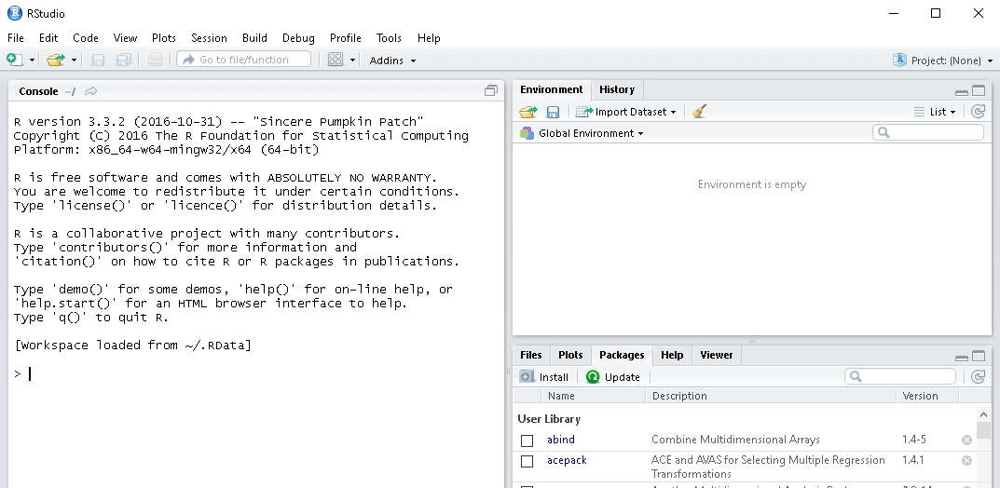 RStudio
File Edit Code View Plots Session Build Debug Profile Tools Help
Go to file/function Addins Project: (None)
Console ~/
R version 3.3.2 (2016-10-31) -- "Sincere Pumpkin Patch"
Copyright (C) 2016 The R Foundation for Statistical Computing
Platform: x86_64-w64-mingw32/x64 (64-bit)
R is free software and comes with ABSOLUTELY NO WARRANTY.
You are welcome to redistribute it under certain conditions.
Type 'license()' or 'licence()' for distribution details.
R is a collaborative project with many contributors.
Type 'contributors()' for more information and
'citation()' on how to cite R or R packages in publications.
Type 'demo()' for some demos, 'help()' for on-line help, or
'help.start()' for an HTML browser interface to help.
Type 'q()' to quit R.
[Workspace loaded from ~/.RData]
>
Environment History
Import Dataset List
Global Environment
Environment is empty
Files Plots Packages Help Viewer
Install Update
Name Description Version
User Library
abind Combine Multidimensional Arrays 1.4-5
acepack ACE and AVAS for Selecting Multiple Regression 1.4.1
Transformations